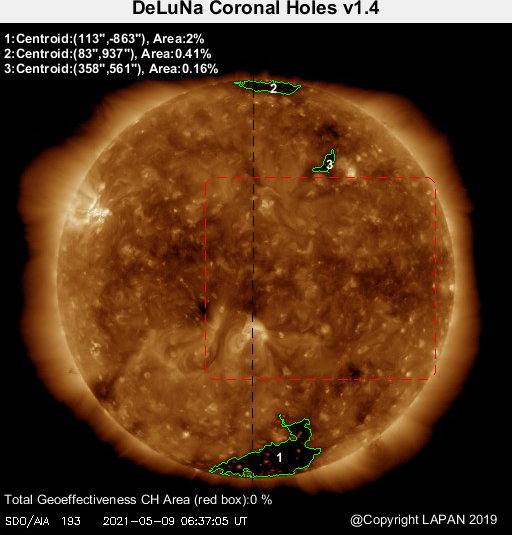 DeLuNa Coronal Holes v1.4
1:Centroid:(113",-863"), Area:2%
2:Centroid:(83",937"), Area:0.41%
3:Centroid:(358",561"), Area:0.16%
2
3
1
Total Geoeffectiveness CH Area (red box):0 %
SDO/AIA 193 2021-05-09 06:37:05 UT
@Copyright LAPAN 2019